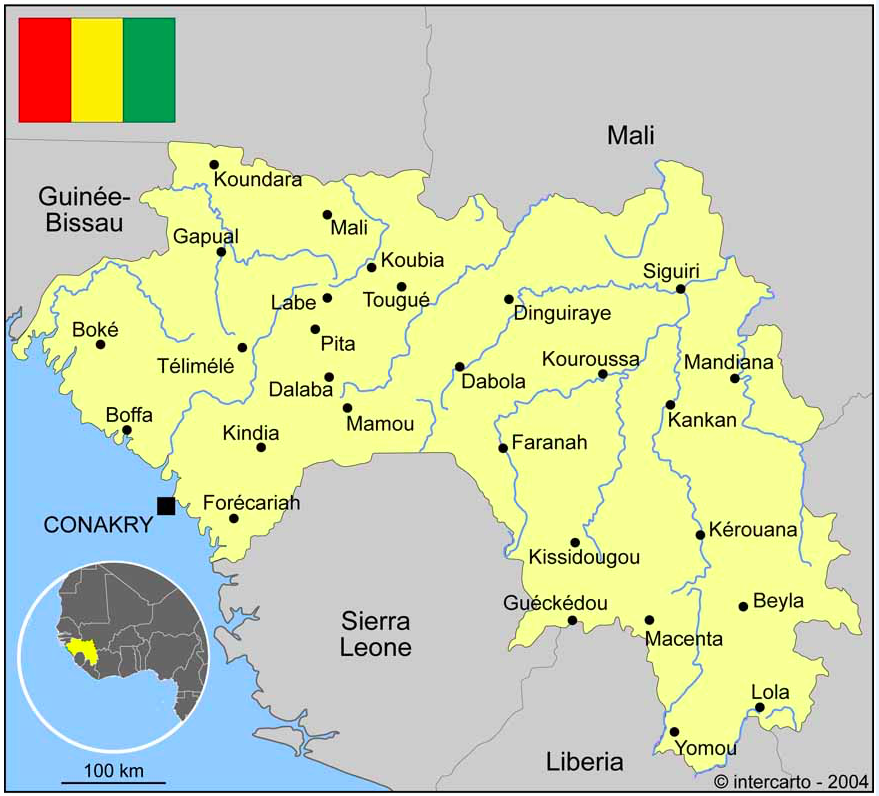 Mali
Guinée-
Bissau
Koundara
Mali
Gapual
Koubia
Siguiri
Labe
Tougué
Dinguiraye
Boké
Pita
Télimélé
Kouroussa
Mandiana
Dalaba
Dabola
Boffa
Mamou
Kankan
Kindia
Faranah
Forécariah
CONAKRY
Kérouana
Kissidougou
Guéckédou
Beyla
Sierra
Leone
Macenta
Lola
Yomou
Liberia
100 km
© intercarto - 2004